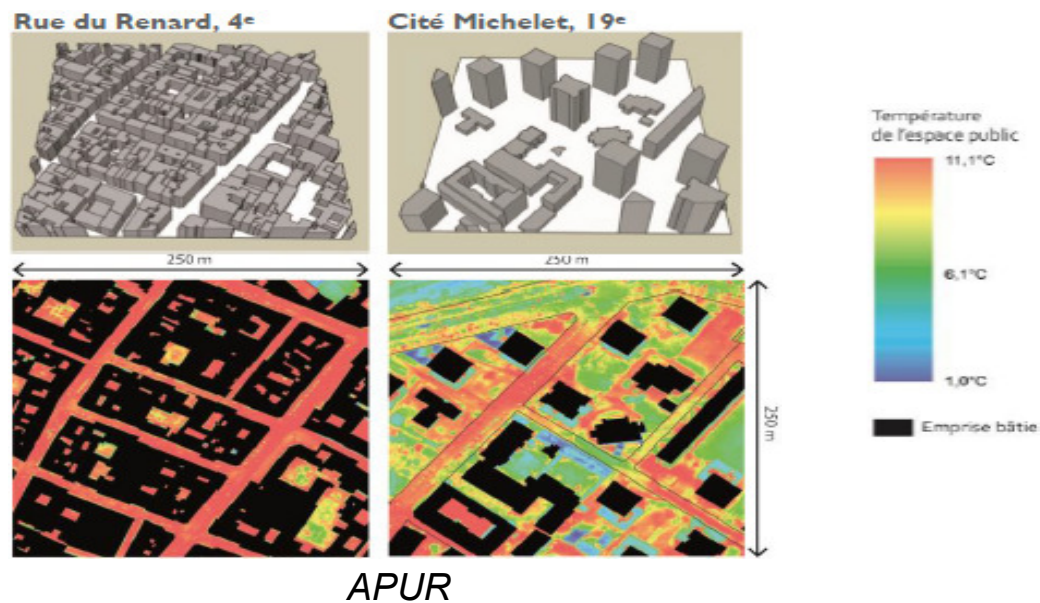 Rue du Renard, 4e
Cité Michelet, 19e
250 m
250 m
Température
de l'espace public
11,1°C
6,1°C
1,0°C
250 m
Emprise bâtie
APUR